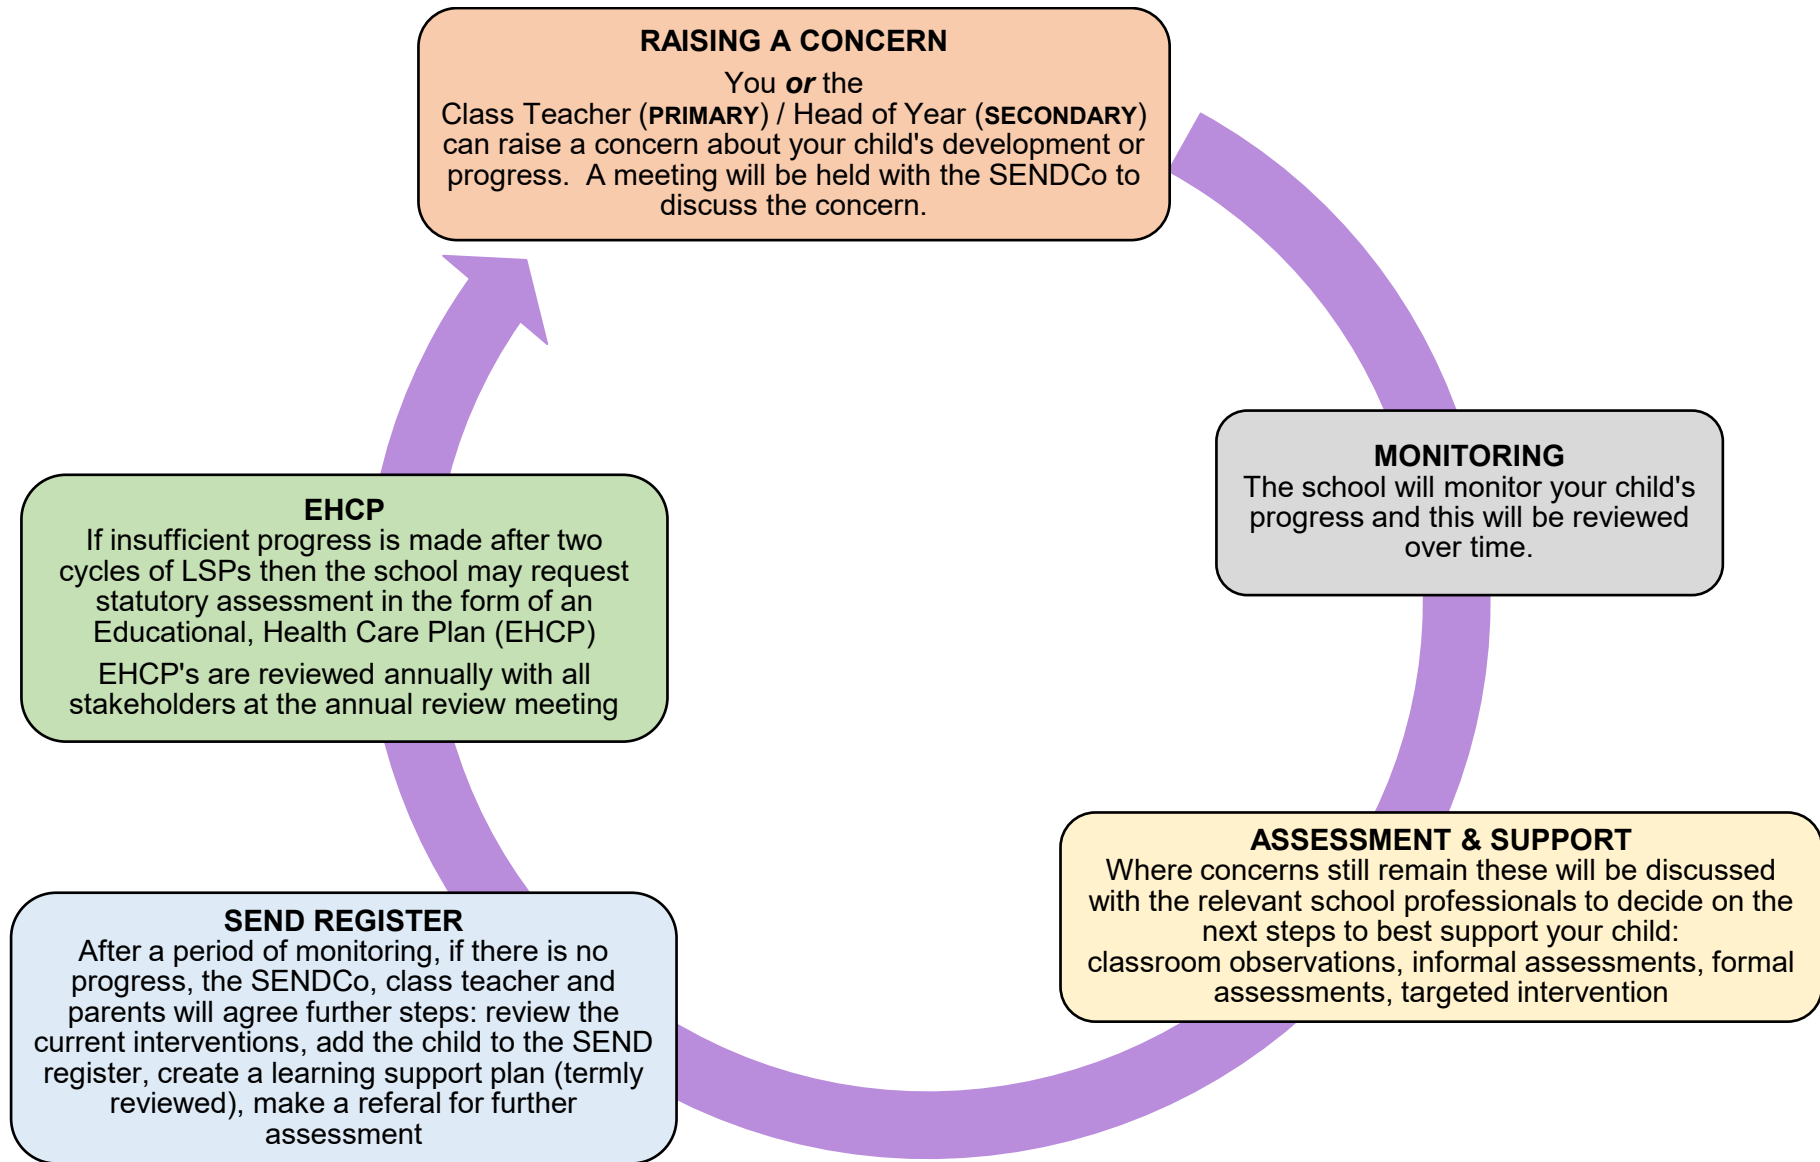 RAISING A CONCERN
You or the
Class Teacher (PRIMARY) / Head of Year (SECONDARY)
can raise a concern about your child's development or
progress.  A meeting will be held with the SENDCo to
discuss the concern.
MONITORING
The school will monitor your child's
progress and this will be reviewed
over time.
ASSESSMENT & SUPPORT
Where concerns still remain these will be discussed
with the relevant school professionals to decide on the
next steps to best support your child:
classroom observations, informal assessments, formal
assessments, targeted intervention
SEND REGISTER
After a period of monitoring, if there is no
progress, the SENDCo, class teacher and
parents will agree further steps: review the
current interventions, add the child to the SEND
register, create a learning support plan (termly
reviewed), make a referal for further
assessment
EHCP
If insufficient progress is made after two
cycles of LSPs then the school may request
statutory assessment in the form of an
Educational, Health Care Plan (EHCP)
EHCP's are reviewed annually with all
stakeholders at the annual review meeting